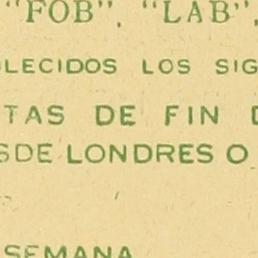 "FOB". "LAB".
LECIDOS LOS SIG
TAS DE FIN D
SDE LONDRES O
SEMANA